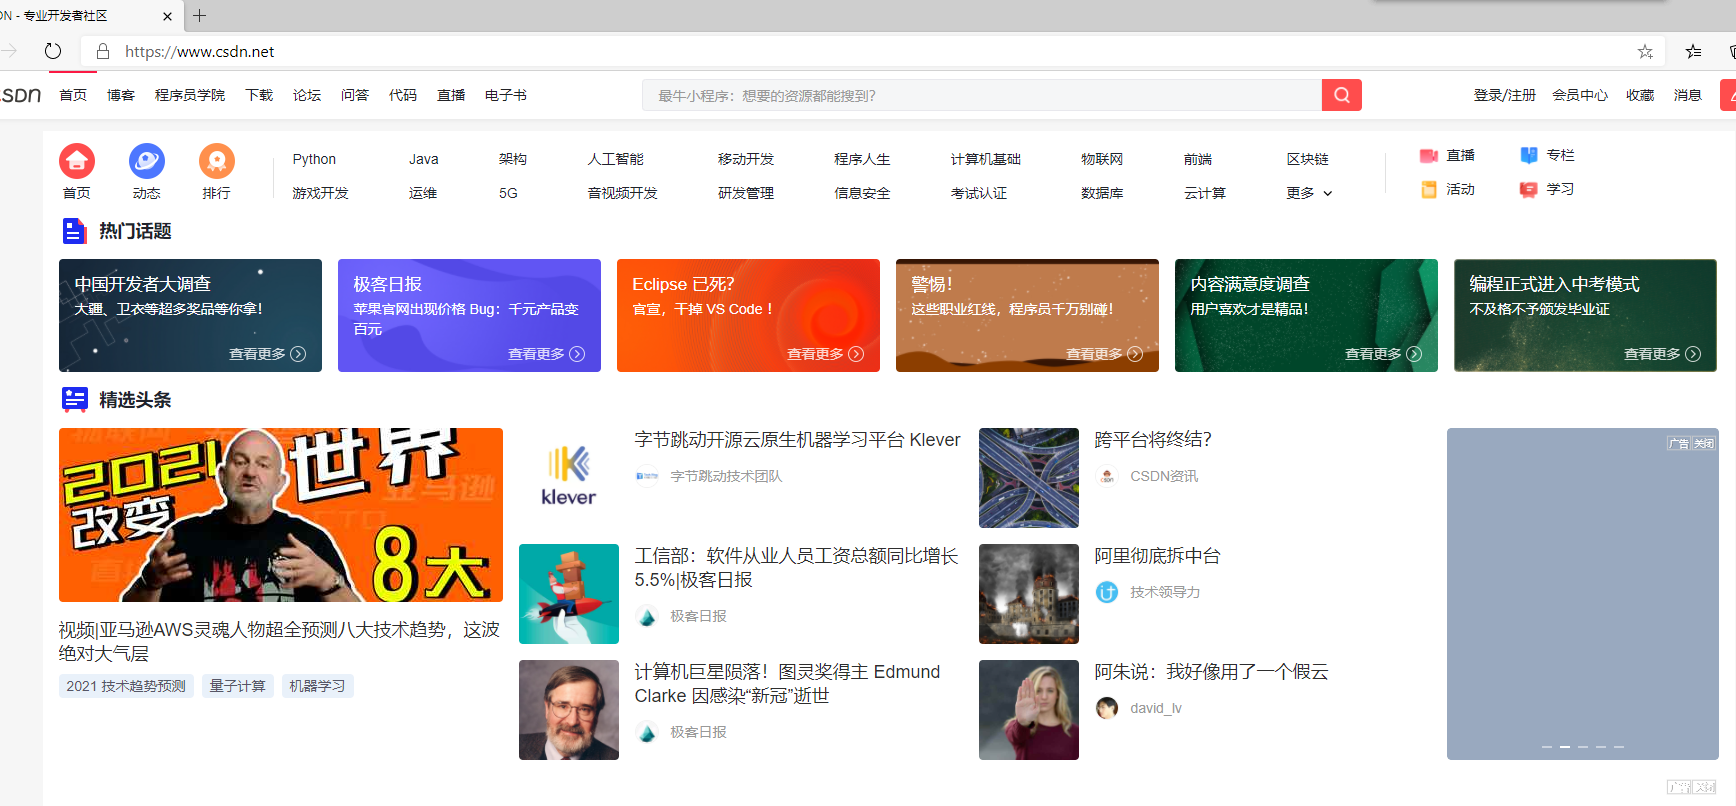 DN - 专业开发者社区
https://www.csdn.net
CSDN 首页 博客 程序员学院 下载 论坛 问答 代码 直播 电子书
最牛小程序：想要的资源都能搜到？
登录/注册 会员中心 收藏 消息
首页 动态 排行
Python Java 架构 人工智能 移动开发 程序人生 计算机基础 物联网 前端 区块链
游戏开发 运维 5G 音视频开发 研发管理 信息安全 考试认证 数据库 云计算 更多
直播 专栏
活动 学习
热门话题
中国开发者大调查
大疆、卫衣等超多奖品等你拿！
查看更多
极客日报
苹果官网出现价格 Bug：千元产品变
百元
查看更多
Eclipse 已死？
官宣，干掉 VS Code ！
查看更多
警惕！
这些职业红线，程序员千万别碰！
查看更多
内容满意度调查
用户喜欢才是精品！
查看更多
编程正式进入中考模式
不及格不予颁发毕业证
查看更多
精选头条
2021
改变
世界
8大
亚马逊
CTO
视频|亚马逊AWS灵魂人物超全预测八大技术趋势，这波
绝对大气层
2021 技术趋势预测 量子计算 机器学习
klever
字节跳动开源云原生机器学习平台 Klever
字节跳动技术团队
工信部：软件从业人员工资总额同比增长
5.5%|极客日报
极客日报
计算机巨星陨落！图灵奖得主 Edmund
Clarke 因感染“新冠”逝世
极客日报
跨平台将终结？
CSDN资讯
阿里彻底拆中台
技术领导力
阿朱说：我好像用了一个假云
david_lv
广告 关闭
广告 关闭